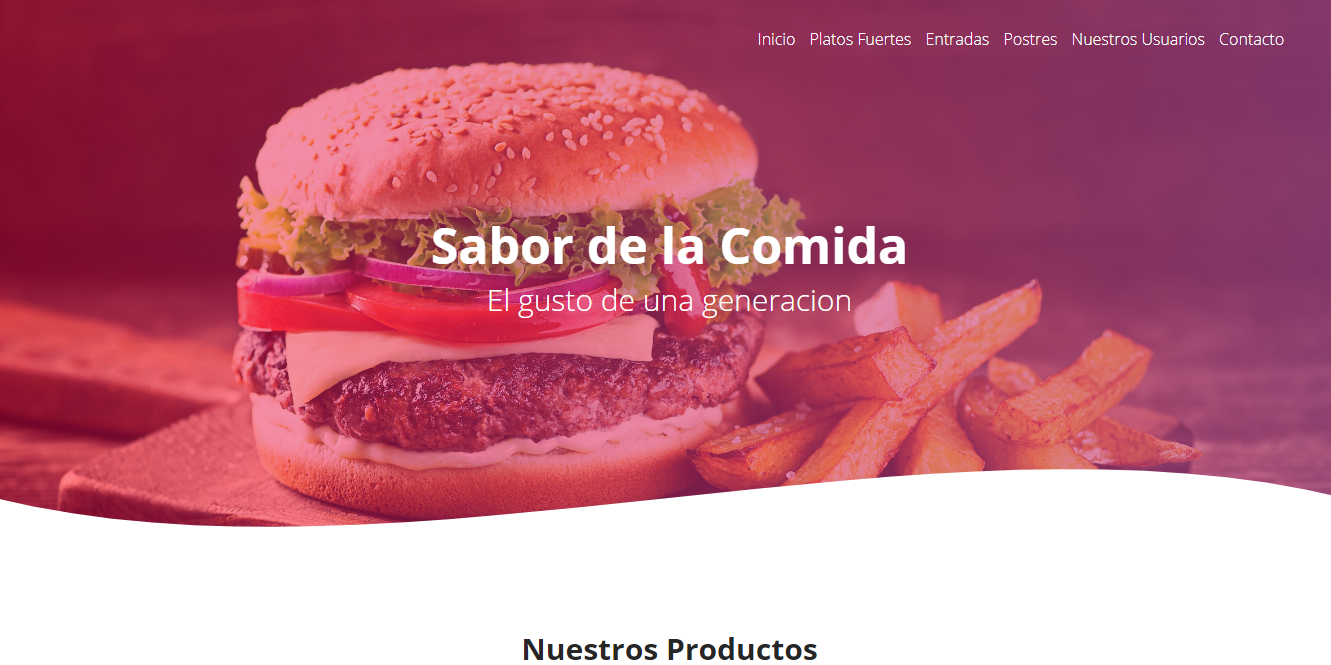 Inicio Platos Fuertes Entradas Postres Nuestros Usuarios Contacto
Sabor de la Comida
El gusto de una generacion
Nuestros Productos